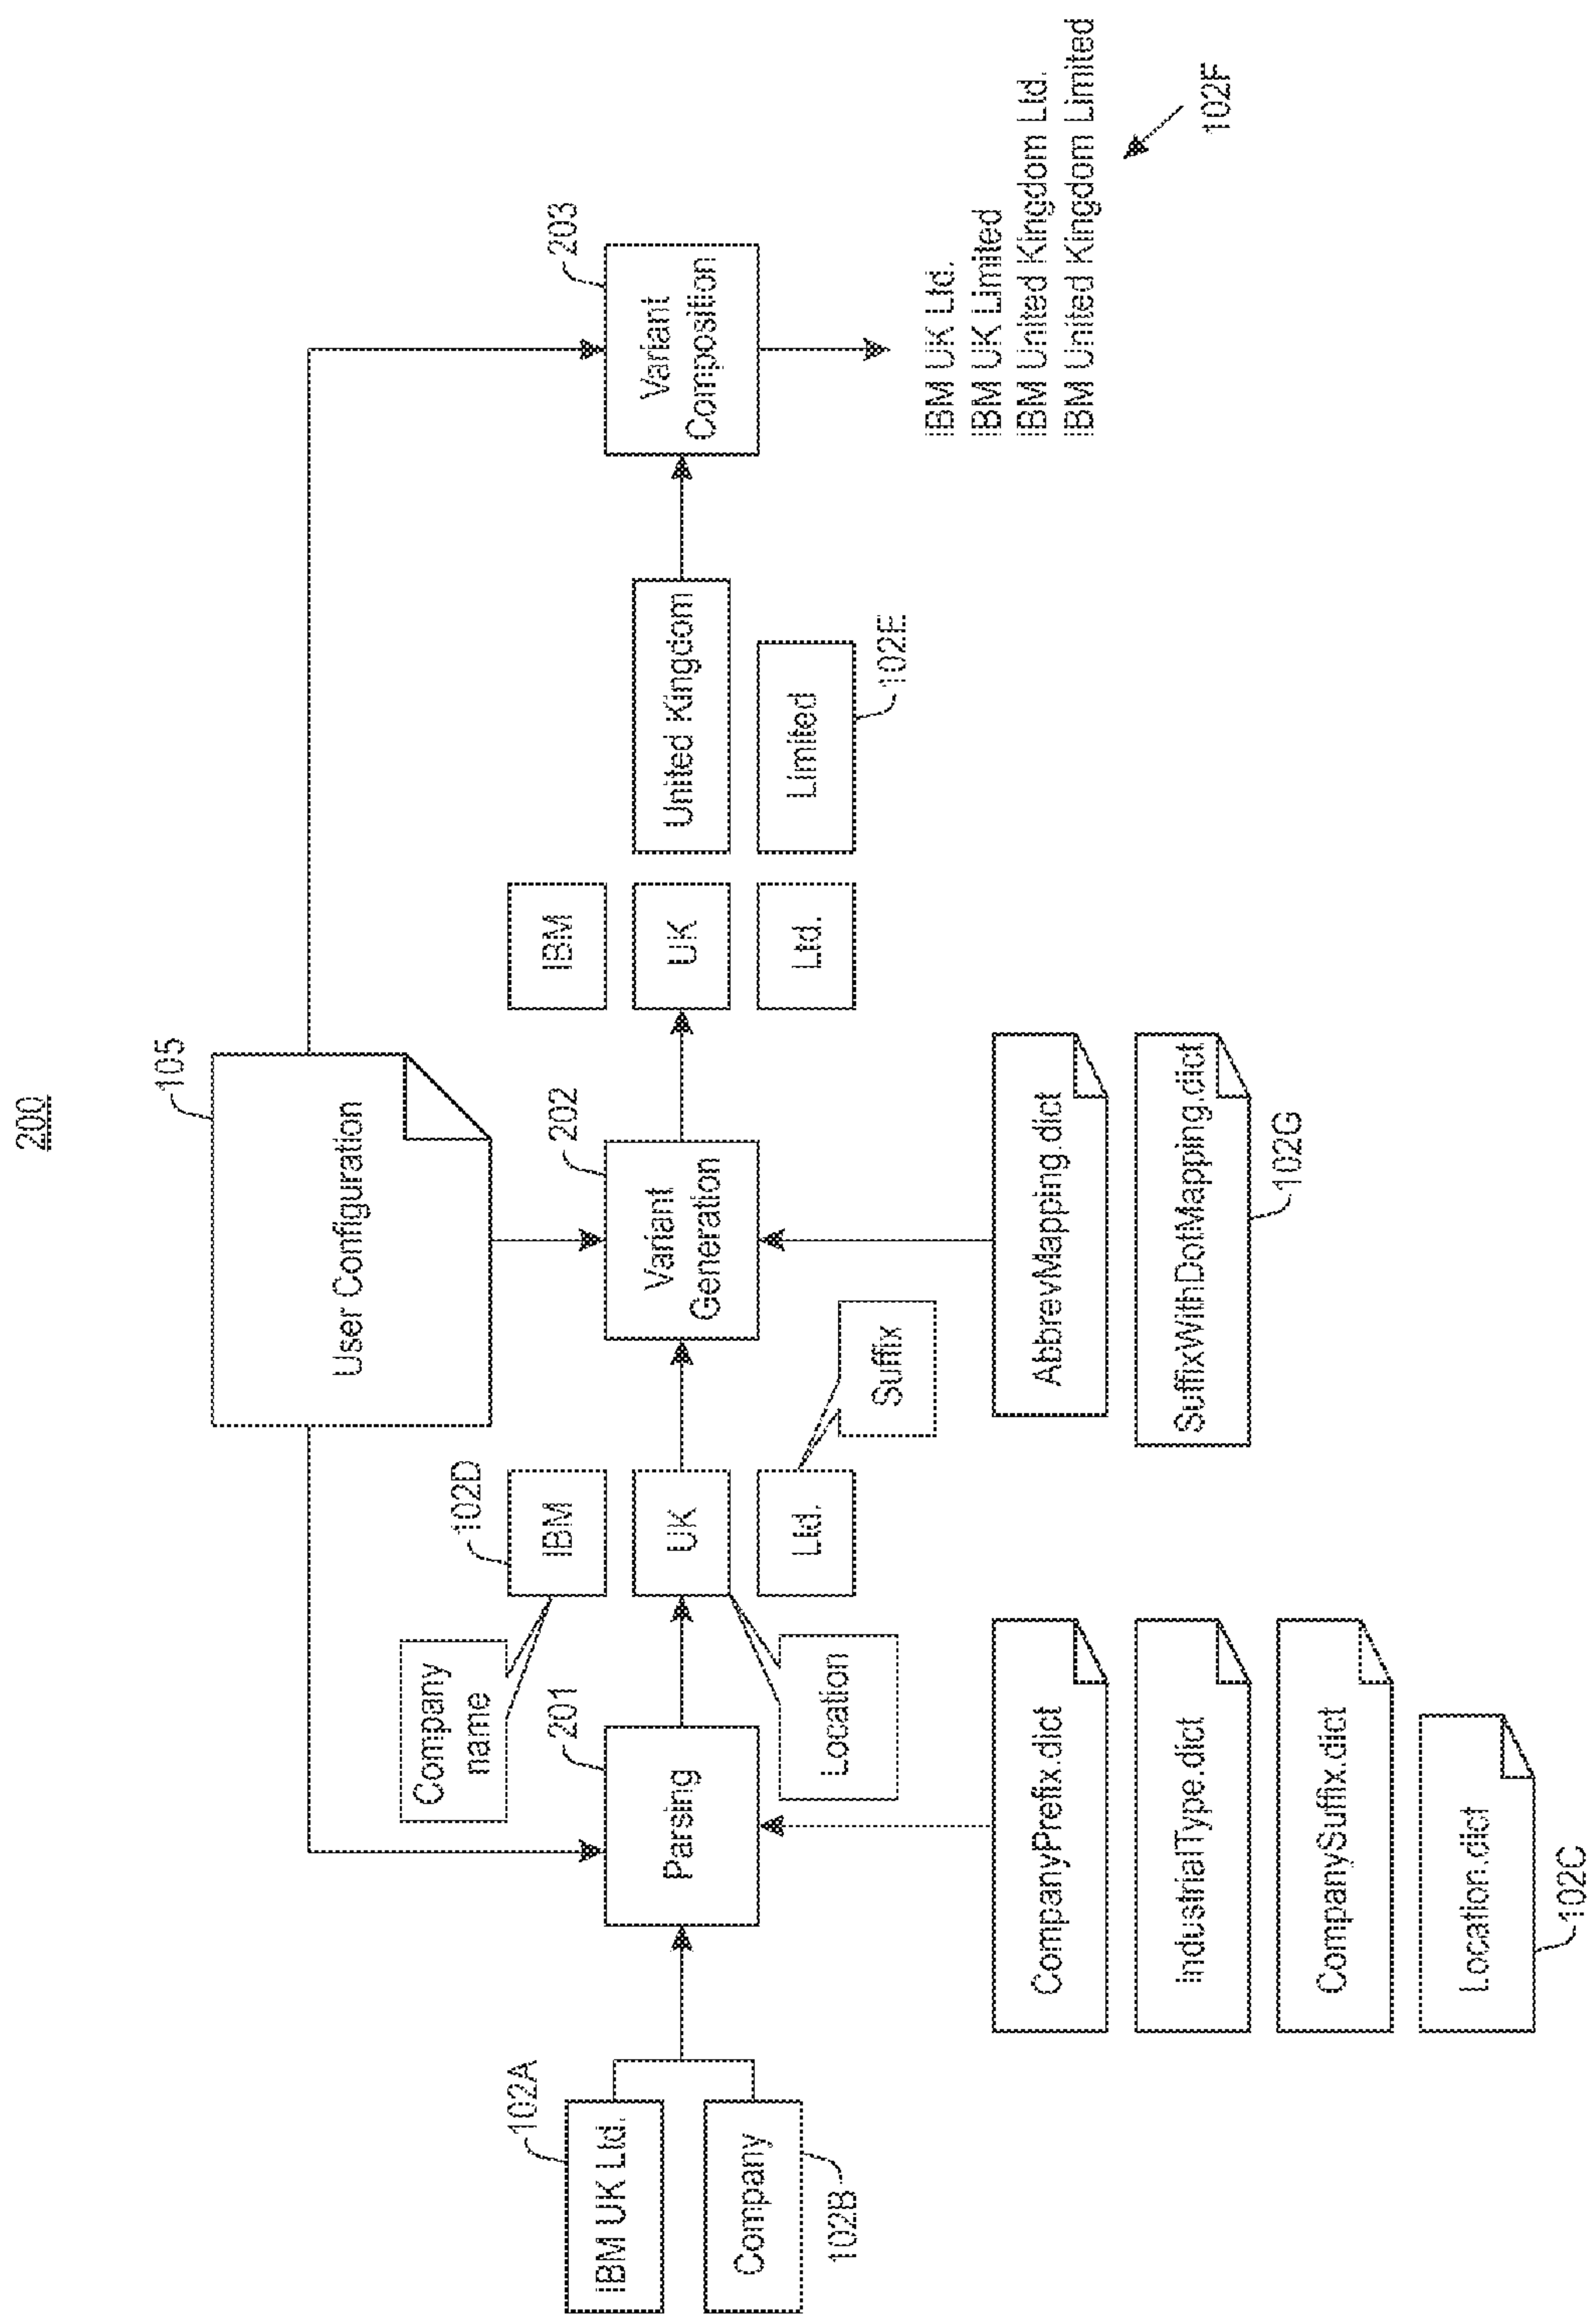 200
105
User Configuration
102A
IBM UK Ltd.
Company
102B
201
Parsing
Company
name
102D
IBM
UK
Ltd.
Location
Suffix
202
Variant
Generation
IBM
UK
Ltd.
United Kingdom
Limited
102E
203
Variant
Composition
IBM UK Ltd.
IBM UK Limited
IBM United Kingdom Ltd.
IBM United Kingdom Limited
102F
CompanyPrefix.dict
IndustrialType.dict
CompanySuffix.dict
Location.dict
102C
AbbrevMapping.dict
SuffixWithDotMapping.dict
102G